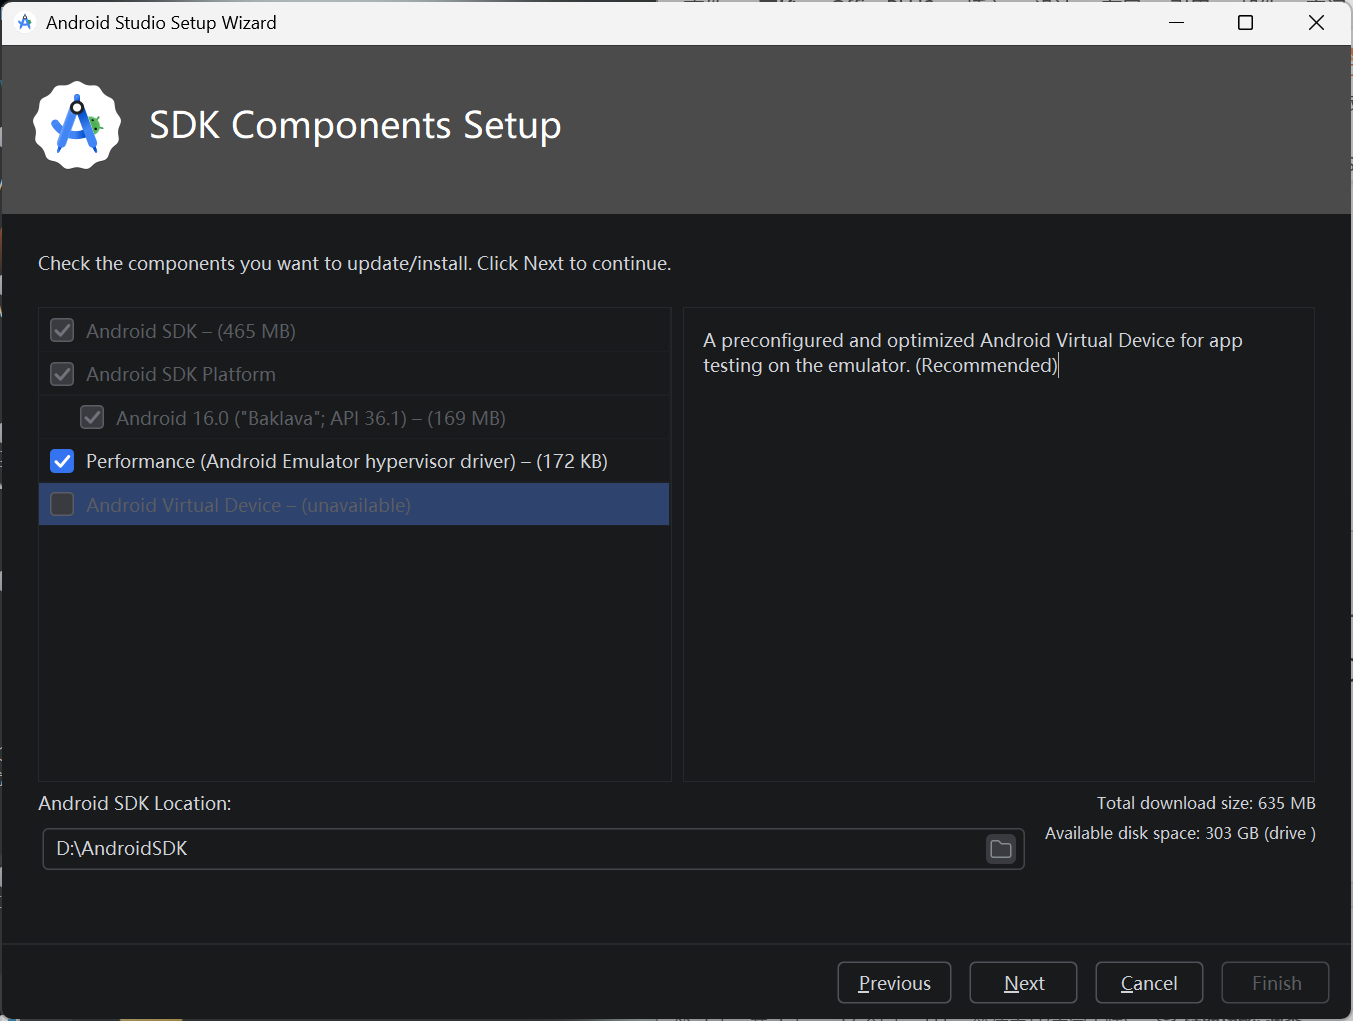 Android Studio Setup Wizard
SDK Components Setup
Check the components you want to update/install. Click Next to continue.
Android SDK – (465 MB)
Android SDK Platform
Android 16.0 ("Baklava"; API 36.1) – (169 MB)
Performance (Android Emulator hypervisor driver) – (172 KB)
Android Virtual Device – (unavailable)
A preconfigured and optimized Android Virtual Device for app
testing on the emulator. (Recommended)
Android SDK Location:
D:\AndroidSDK
Total download size: 635 MB
Available disk space: 303 GB (drive )
Previous
Next
Cancel
Finish